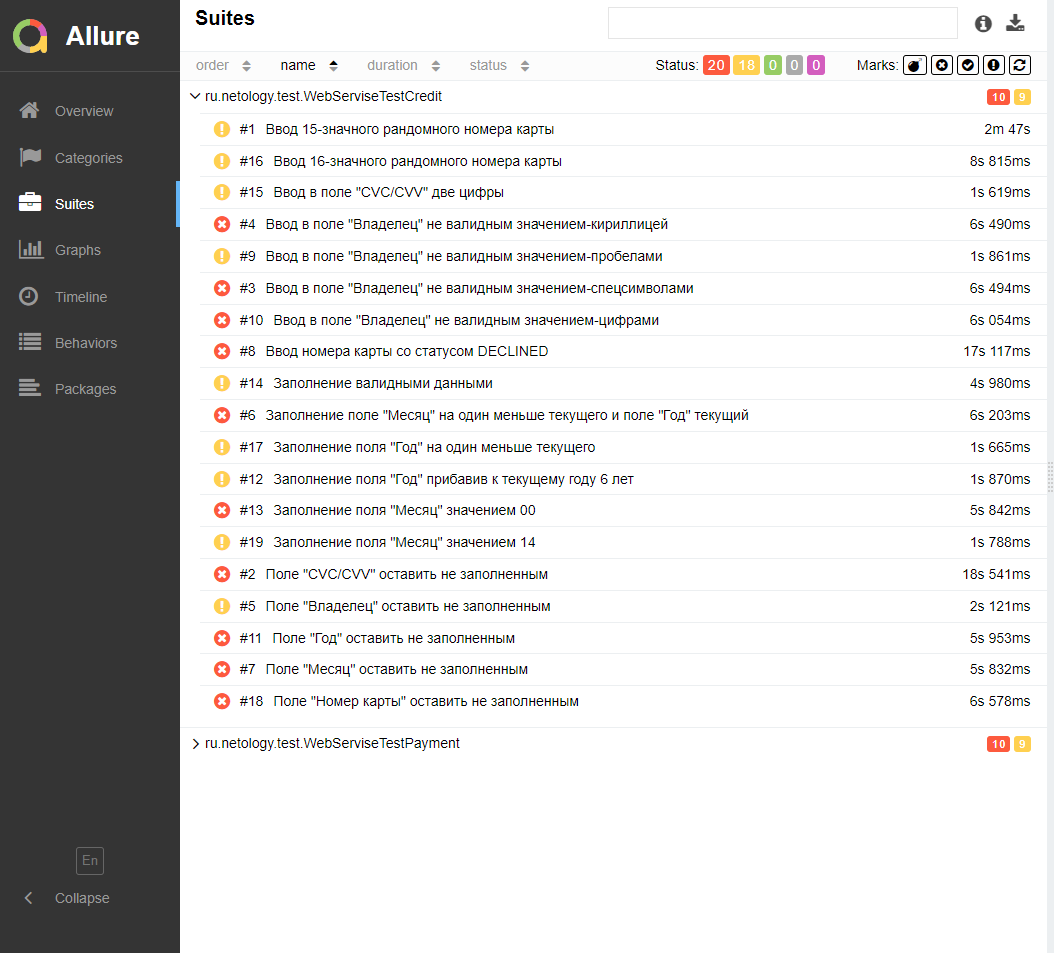 Allure
Overview
Categories
Suites
Graphs
Timeline
Behaviors
Packages
En
Collapse
Suites
order name duration status Status: 20 18 0 0 0 Marks:
ru.netology.test.WebServiseTestCredit 10 9
#1 Ввод 15-значного рандомного номера карты 2m 47s
#16 Ввод 16-значного рандомного номера карты 8s 815ms
#15 Ввод в поле "CVC/CVV" две цифры 1s 619ms
#4 Ввод в поле "Владелец" не валидным значением-кириллицей 6s 490ms
#9 Ввод в поле "Владелец" не валидным значением-пробелами 1s 861ms
#3 Ввод в поле "Владелец" не валидным значением-спецсимволами 6s 494ms
#10 Ввод в поле "Владелец" не валидным значением-цифрами 6s 054ms
#8 Ввод номера карты со статусом DECLINED 17s 117ms
#14 Заполнение валидными данными 4s 980ms
#6 Заполнение поле "Месяц" на один меньше текущего и поле "Год" текущий 6s 203ms
#17 Заполнение поля "Год" на один меньше текущего 1s 665ms
#12 Заполнение поля "Год" прибавив к текущему году 6 лет 1s 870ms
#13 Заполнение поля "Месяц" значением 00 5s 842ms
#19 Заполнение поля "Месяц" значением 14 1s 788ms
#2 Поле "CVC/CVV" оставить не заполненным 18s 541ms
#5 Поле "Владелец" оставить не заполненным 2s 121ms
#11 Поле "Год" оставить не заполненным 5s 953ms
#7 Поле "Месяц" оставить не заполненным 5s 832ms
#18 Поле "Номер карты" оставить не заполненным 6s 578ms
ru.netology.test.WebServiseTestPayment 10 9